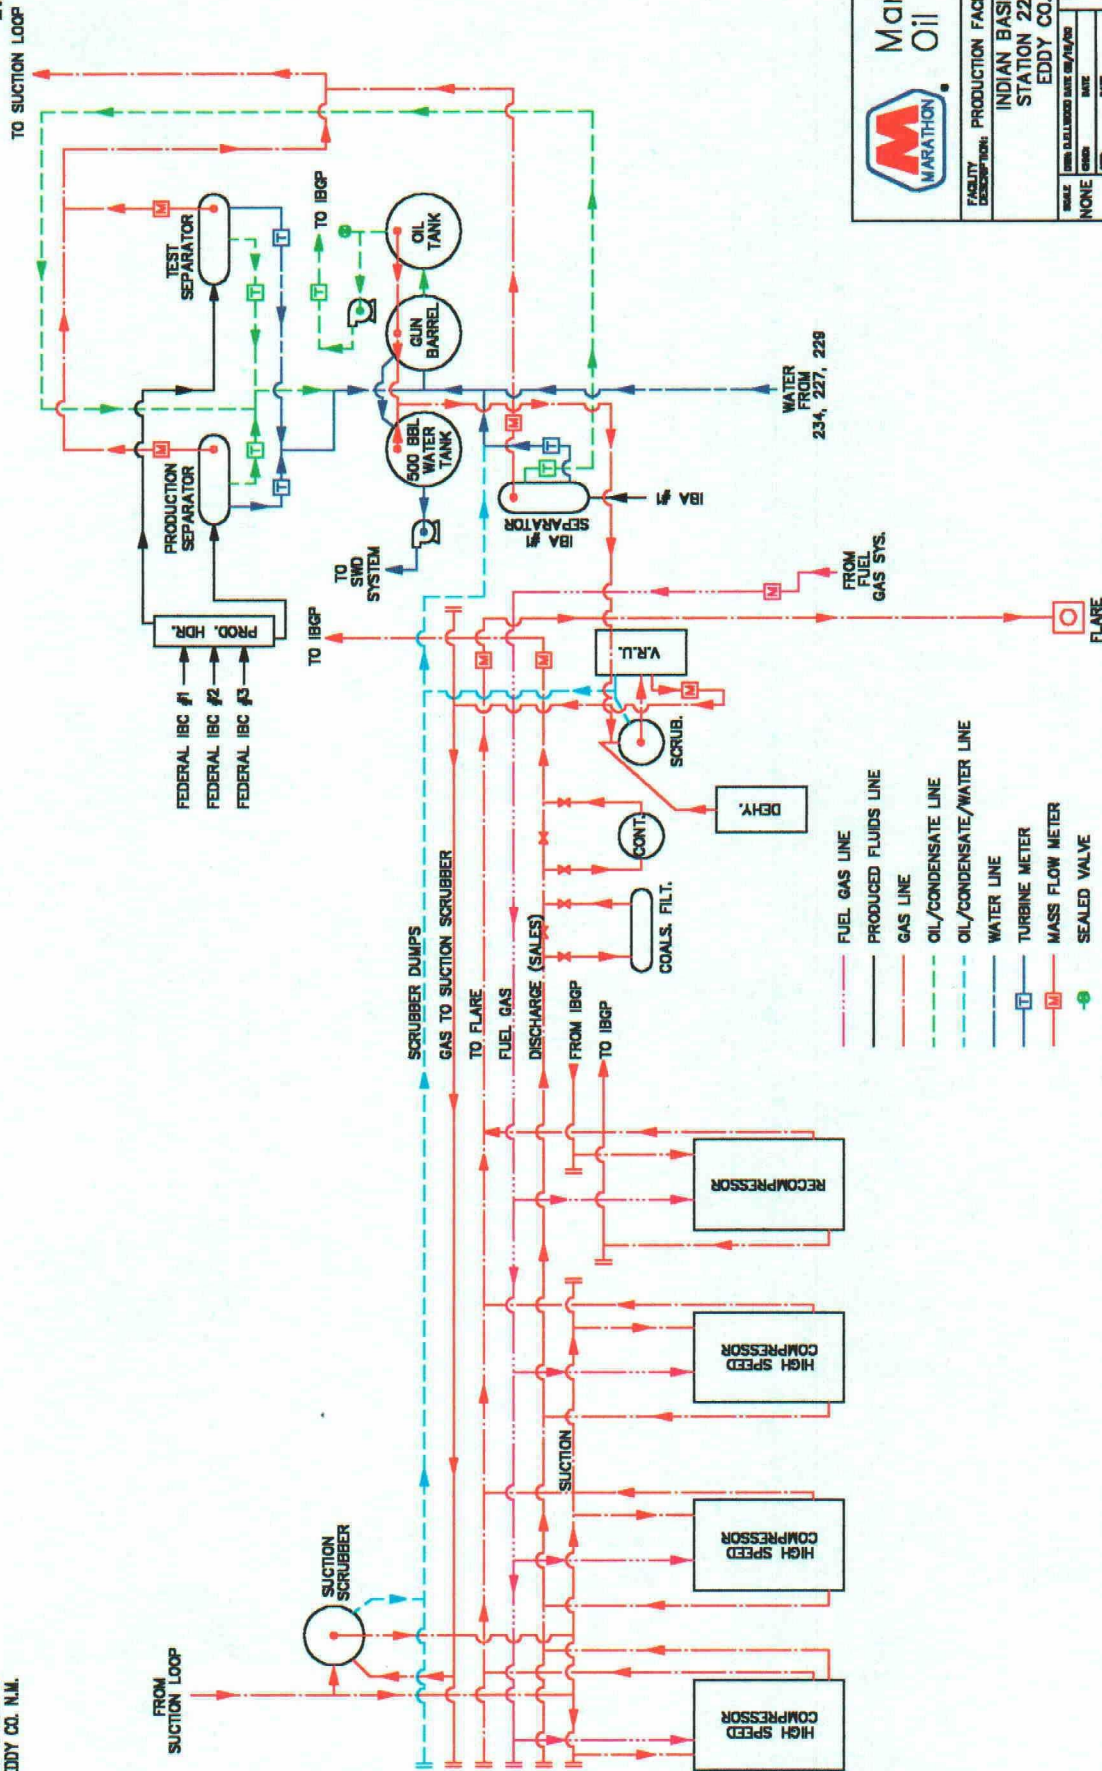 EDDY CO. N.M.
TO SUCTION LOOP
TEST
SEPARATOR
PRODUCTION
SEPARATOR
PROD. HDR.
FEDERAL IBC #1
FEDERAL IBC #2
FEDERAL IBC #3
TO IBGP
TO IBGP
OIL
TANK
GUN
BARREL
500 BBL
WATER
TANK
TO
SWD
SYSTEM
IBA #1
SEPARATOR
IBA #1
WATER
FROM
234, 227, 229
FROM
FUEL
GAS SYS.
FLARE
V.R.U.
SCRUB.
DEHY.
CONT.
COALS. FILT.
SCRUBBER DUMPS
GAS TO SUCTION SCRUBBER
TO FLARE
FUEL GAS
DISCHARGE (SALES)
FROM IBGP
TO IBGP
SUCTION
FROM
SUCTION LOOP
SUCTION
SCRUBBER
RECOMPRESSOR
HIGH SPEED
COMPRESSOR
HIGH SPEED
COMPRESSOR
HIGH SPEED
COMPRESSOR
FUEL GAS LINE
PRODUCED FLUIDS LINE
GAS LINE
OIL/CONDENSATE LINE
OIL/CONDENSATE/WATER LINE
WATER LINE
T TURBINE METER
M MASS FLOW METER
S SEALED VALVE
M
M
M
M
M
M
M
M
T
T
T
T
T
T
T
MARATHON
Mar
Oil
FACILITY
DESCRIPTION: PRODUCTION FAC
INDIAN BASI
STATION 22
EDDY CO.
SCALE
NONE
DATE